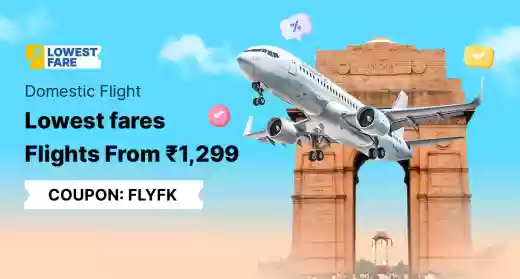 LOWEST
FARE
Domestic Flight
Lowest fares
Flights From ₹1,299
COUPON: FLYFK
%